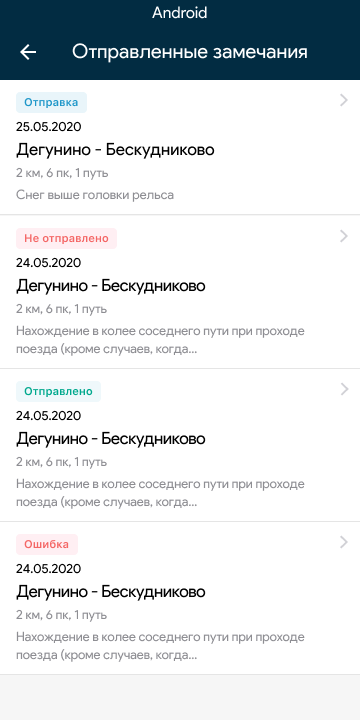 Android
Отправленные замечания
Отправка
25.05.2020
Дегунино - Бескудниково
2 км, 6 пк, 1 путь
Снег выше головки рельса
Не отправлено
24.05.2020
Дегунино - Бескудниково
2 км, 6 пк, 1 путь
Нахождение в колее соседнего пути при проходе
поезда (кроме случаев, когда...
Отправлено
24.05.2020
Дегунино - Бескудниково
2 км, 6 пк, 1 путь
Нахождение в колее соседнего пути при проходе
поезда (кроме случаев, когда...
Ошибка
24.05.2020
Дегунино - Бескудниково
2 км, 6 пк, 1 путь
Нахождение в колее соседнего пути при проходе
поезда (кроме случаев, когда...